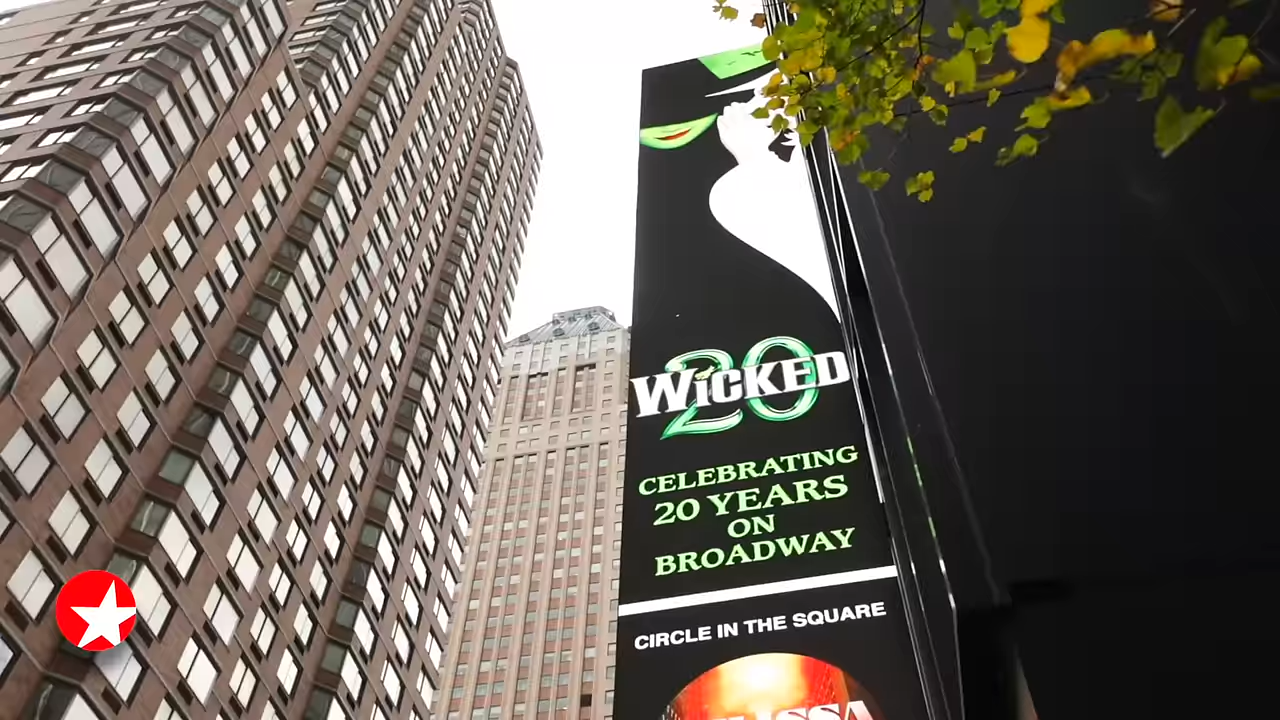 20
WICKED
CELEBRATING
20 YEARS
ON
BROADWAY
CIRCLE IN THE SQUARE